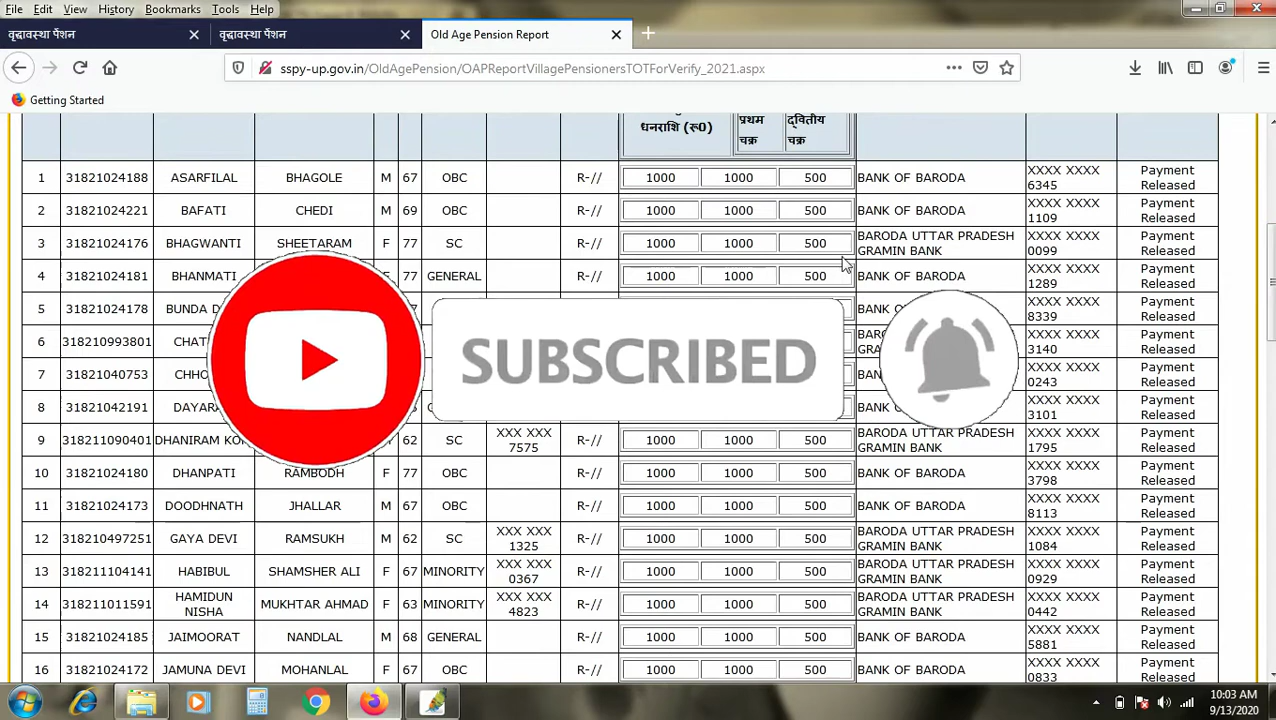 File Edit View History Bookmarks Tools Help
वृद्धावस्था पेंशन वृद्धावस्था पेंशन Old Age Pension Report
sspy-up.gov.in/OldAgePension/OAPReportVillagePensionersTOTForVerify_2021.aspx
Getting Started
धनराशि (रू0) प्रथम चक्र द्वितीय चक्र
1 31821024188 ASARFILAL BHAGOLE M 67 OBC R-// 1000 1000 500 BANK OF BARODA XXXX XXXX 6345 Payment Released
2 31821024221 BAFATI CHEDI M 69 OBC R-// 1000 1000 500 BANK OF BARODA XXXX XXXX 1109 Payment Released
3 31821024176 BHAGWANTI SHEETARAM F 77 SC R-// 1000 1000 500 BARODA UTTAR PRADESH GRAMIN BANK XXXX XXXX 0099 Payment Released
4 31821024181 BHANMATI 77 GENERAL R-// 1000 1000 500 BANK OF BARODA XXXX XXXX 1289 Payment Released
5 31821024178 BUNDA XXXX XXXX 8339 Payment Released
6 318210993801 XXXX XXXX 3140 Payment Released
7 318210040753 XXXX XXXX 0243 Payment Released
8 318210042191 XXXX XXXX 3101 Payment Released
SUBSCRIBED
9 318211090401 DHANIRAM 62 SC XXX XXX 7575 R-// 1000 1000 500 BARODA UTTAR PRADESH GRAMIN BANK XXXX XXXX 1795 Payment Released
10 31821024180 DHANPATI RAMBODH F 77 OBC R-// 1000 1000 500 BANK OF BARODA XXXX XXXX 3798 Payment Released
11 31821024173 DOODHNATH JHALLAR M 67 OBC R-// 1000 1000 500 BANK OF BARODA XXXX XXXX 8113 Payment Released
12 318210497251 GAYA DEVI RAMSUKH M 62 SC XXX XXX 1325 R-// 1000 1000 500 BARODA UTTAR PRADESH GRAMIN BANK XXXX XXXX 1084 Payment Released
13 318211104141 HABIBUL SHAMSHER ALI F 67 MINORITY XXX XXX 0367 R-// 1000 1000 500 BARODA UTTAR PRADESH GRAMIN BANK XXXX XXXX 0929 Payment Released
14 318211011591 HAMIDUN NISHA MUKHTAR AHMAD F 63 MINORITY XXX XXX 4823 R-// 1000 1000 500 BARODA UTTAR PRADESH GRAMIN BANK XXXX XXXX 0442 Payment Released
15 31821024185 JAIMOORAT NANDLAL M 68 GENERAL R-// 1000 1000 500 BANK OF BARODA XXXX XXXX 5881 Payment Released
16 31821024172 JAMUNA DEVI MOHANLAL F 67 OBC R-// 1000 1000 500 BANK OF BARODA XXXX XXXX 0833 Payment Released
10:03 AM
9/13/2020